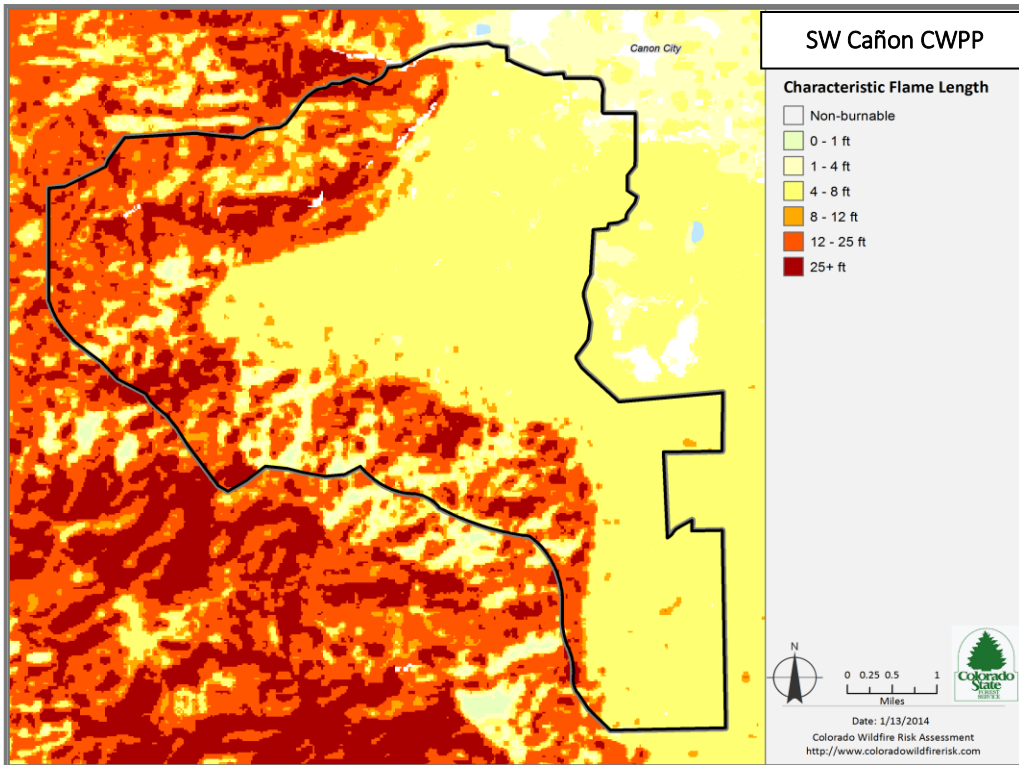 Canon City
SW Cañon CWPP
Characteristic Flame Length
Non-burnable
0 - 1 ft
1 - 4 ft
4 - 8 ft
8 - 12 ft
12 - 25 ft
25+ ft
N
0 0.25 0.5 1
Miles
Colorado
State
FOREST
SERVICE
Date: 1/13/2014
Colorado Wildfire Risk Assessment
http://www.coloradowildfirerisk.com